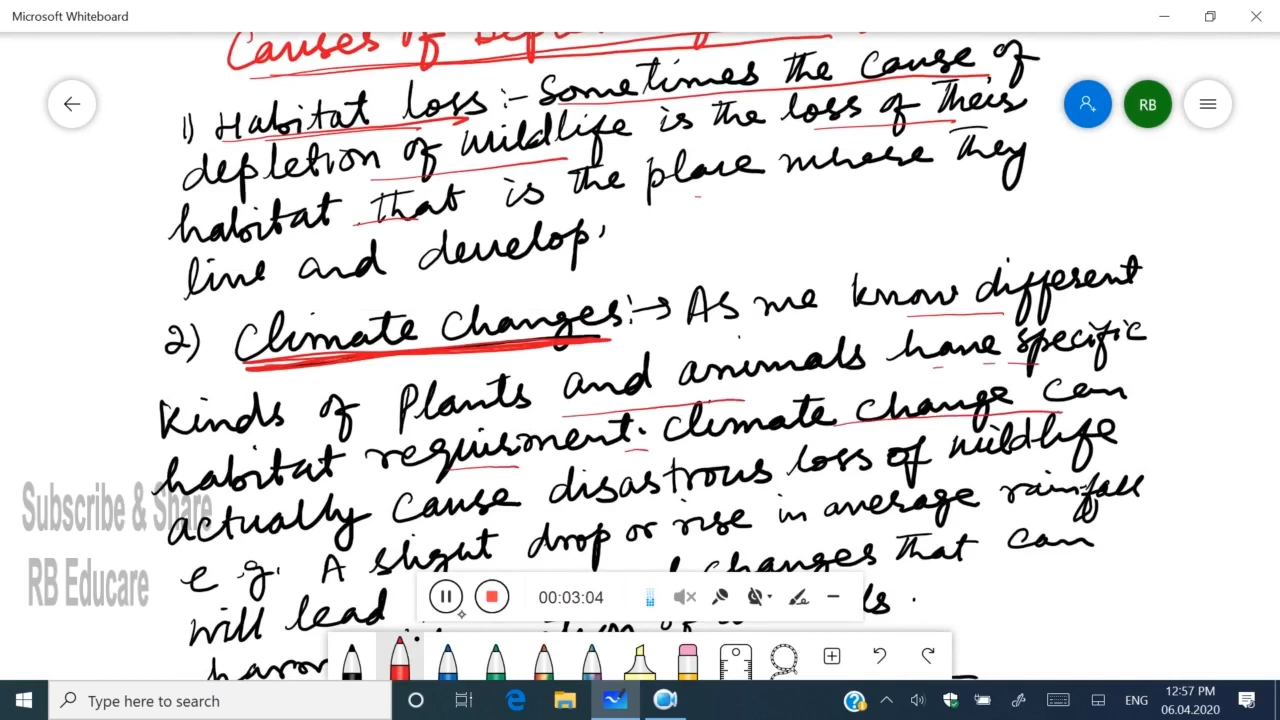 Microsoft Whiteboard
Causes of
1) Habitat loss :- Sometimes the cause of
RB
depletion of wildlife is the loss of their
habitat that is the place where they
live and develop,
2) Climate Changes :→ As we know different
Kinds of Plants and animals have specific
habitat requirment. Climate change can
actually cause disastrous loss of wildlife
e.g. A slight drop or rise in average rainfall
will lead changes that can
Subscribe & Share
RB Educare
00:03:04
Type here to search
ENG
12:57 PM
06.04.2020